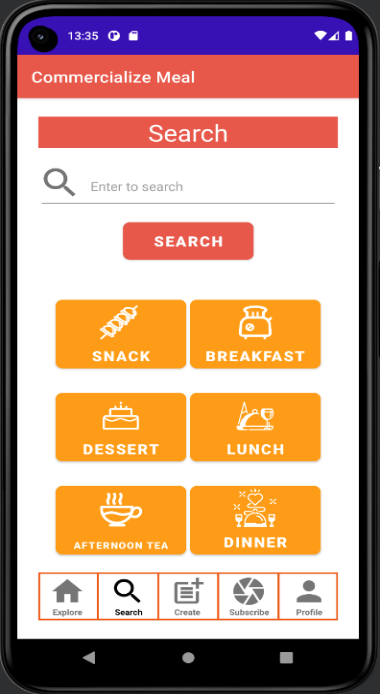 13:35
Commercialize Meal
Search
Enter to search
SEARCH
SNACK
BREAKFAST
DESSERT
LUNCH
AFTERNOON TEA
DINNER
Explore
Search
Create
Subscribe
Profile